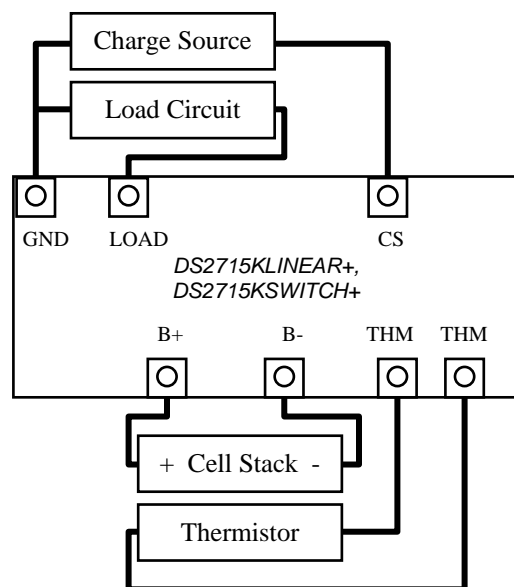 Charge Source
Load Circuit
GND LOAD CS
DS2715KLINEAR+,
DS2715KSWITCH+
B+ B- THM THM
+ Cell Stack -
Thermistor